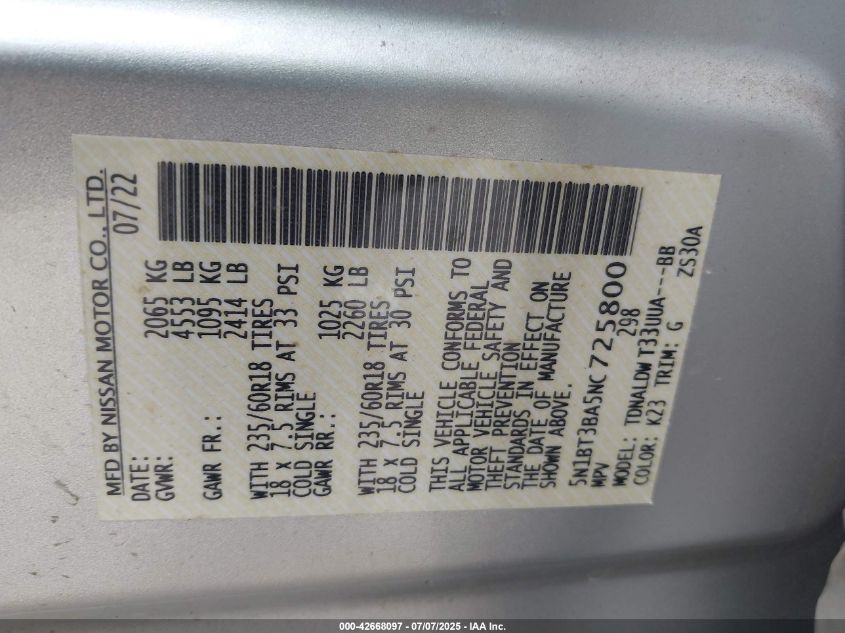 MFD BY NISSAN MOTOR CO., LTD.
DATE: 07/22
GVWR: 2065 KG
4553 LB
GAWR FR.: 1095 KG
2414 LB
WITH 235/60R18 TIRES
18 X 7.5 RIMS AT 33 PSI
COLD SINGLE
GAWR RR.: 1025 KG
2260 LB
WITH 235/60R18 TIRES
18 X 7.5 RIMS AT 30 PSI
COLD SINGLE
THIS VEHICLE CONFORMS TO
ALL APPLICABLE FEDERAL
MOTOR VEHICLE SAFETY AND
THEFT PREVENTION
STANDARDS IN EFFECT ON
THE DATE OF MANUFACTURE
SHOWN ABOVE.
5N1BT3BA5NC725800
MPV 298
MODEL: TDNALDWT33UUA---BB
COLOR: K23 TRIM: G ZS30A
000-42668097 - 07/07/2025 - IAA Inc.